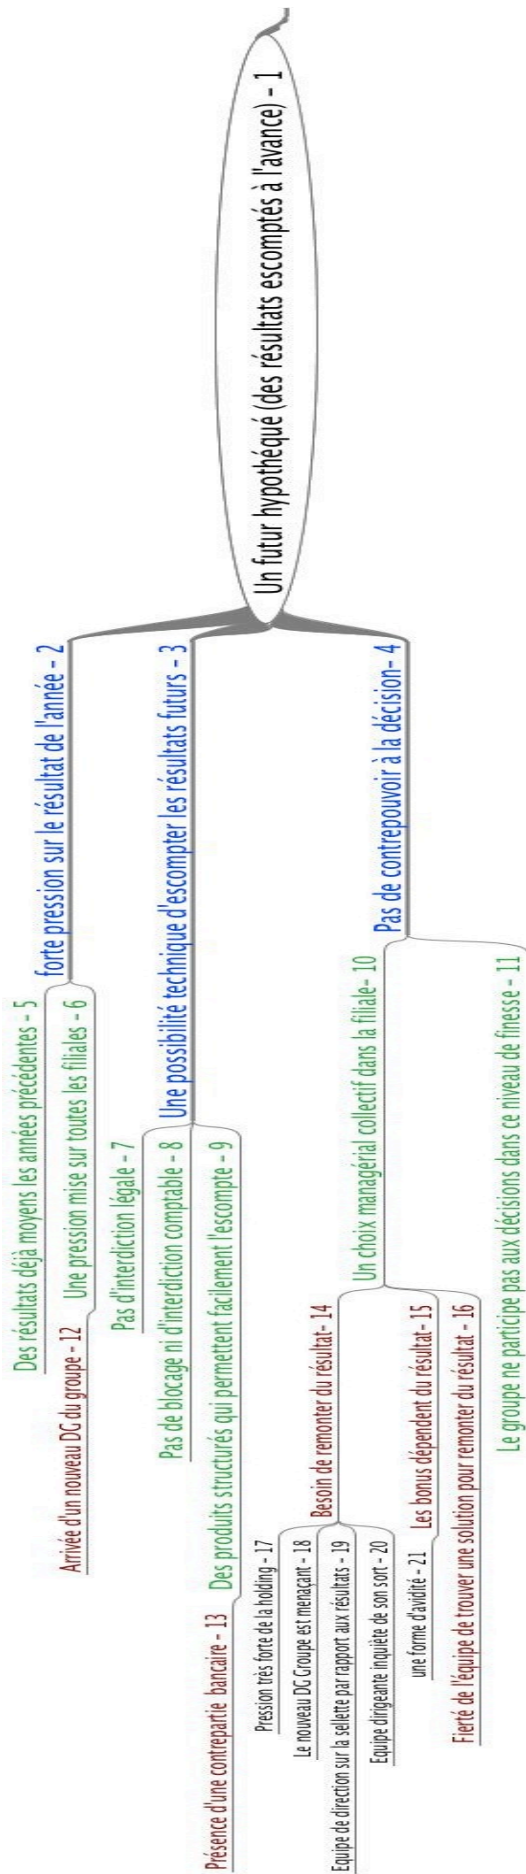 Un futur hypothéqué (des résultats escomptés à l'avance) – 1
forte pression sur le résultat de l'année – 2
Des résultats déjà moyens les années précédentes – 5
Une pression mise sur toutes les filiales – 6
Arrivée d'un nouveau DG du groupe – 12
Une possibilité technique d'escompter les résultats futurs – 3
Pas d'interdiction légale – 7
Pas de blocage ni d'interdiction comptable – 8
Des produits structurés qui permettent facilement l'escompte – 9
Présence d'une contrepartie bancaire – 13
Pas de contrepouvoir à la décision– 4
Un choix managérial collectif dans la filiale– 10
Besoin de remonter du résultat– 14
Pression très forte de la holding – 17
Le nouveau DG Groupe est menaçant – 18
Equipe de direction sur la sellette par rapport aux résultats – 19
Equipe dirigeante inquiète de son sort – 20
Les bonus dépendent du résultat– 15
une forme d'avidité – 21
Fierté de l'équipe de trouver une solution pour remonter du résultat – 16
Le groupe ne participe pas aux décisions dans ce niveau de finesse – 11